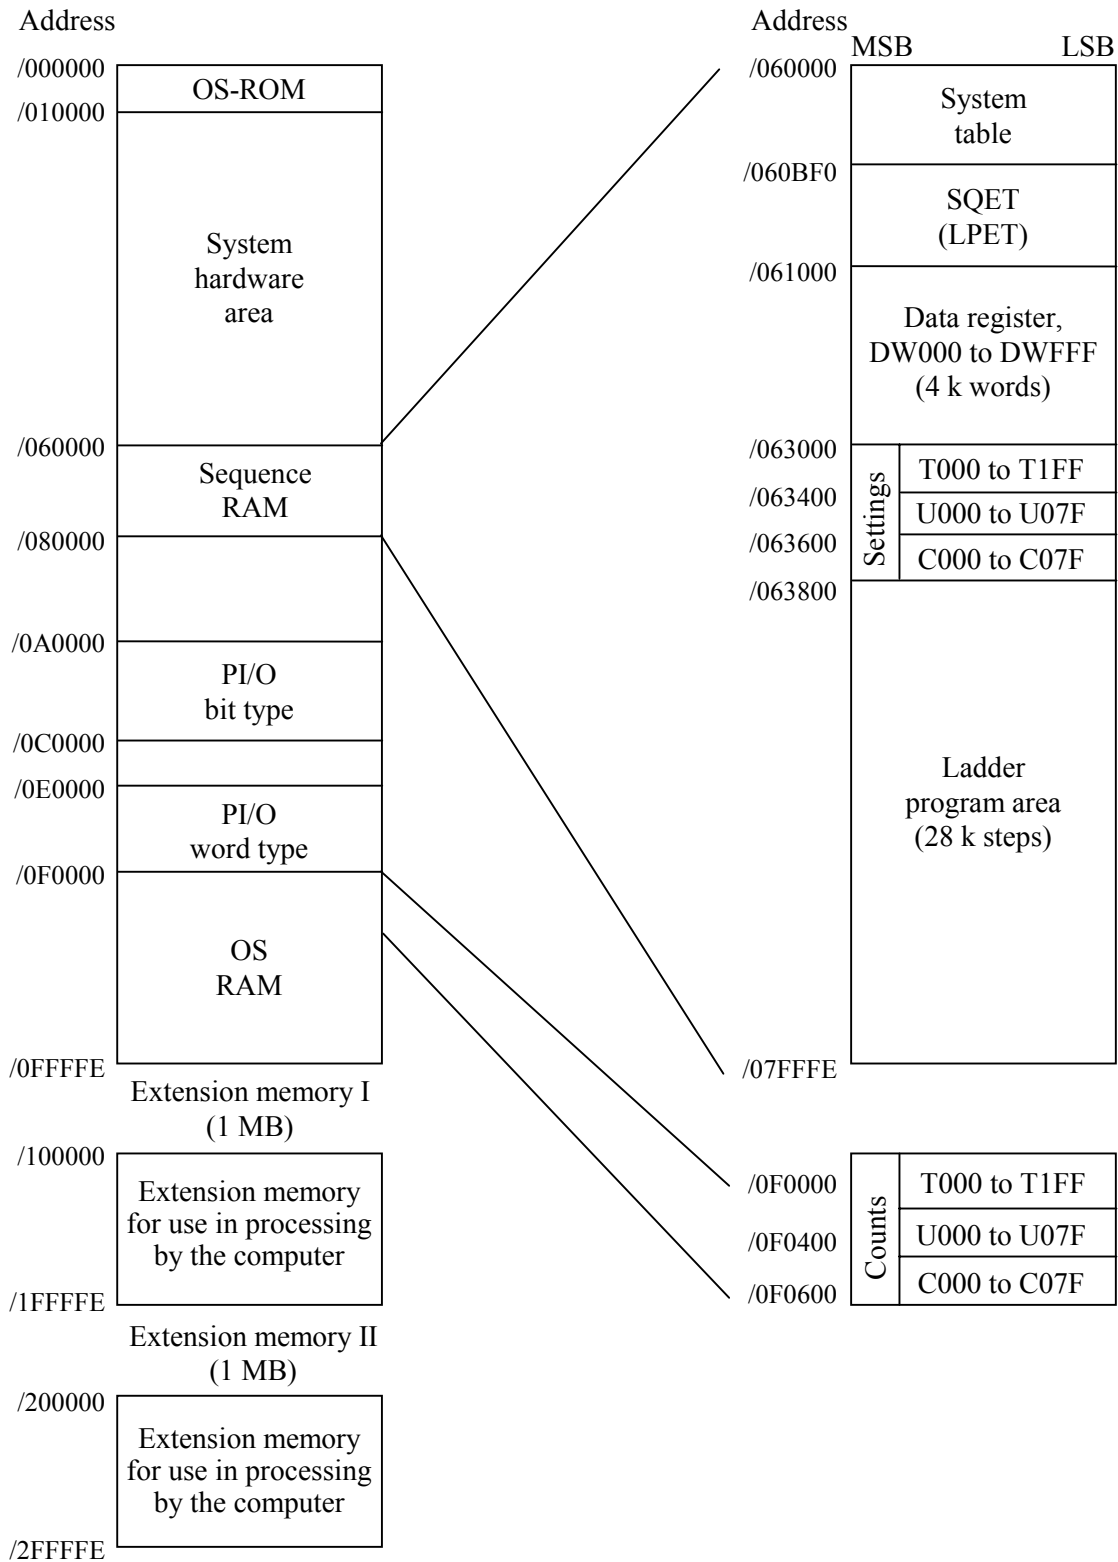 Address
/000000
OS-ROM
/010000
System
hardware
area
/060000
Sequence
RAM
/080000
/0A0000
PI/O
bit type
/0C0000
/0E0000
PI/O
word type
/0F0000
OS
RAM
/0FFFFE
Extension memory I
(1 MB)
/100000
Extension memory
for use in processing
by the computer
/1FFFFE
Extension memory II
(1 MB)
/200000
Extension memory
for use in processing
by the computer
/2FFFFE
Address
MSB LSB
/060000
System
table
/060BF0
SQET
(LPET)
/061000
Data register,
DW000 to DWFFF
(4 k words)
/063000
Settings
T000 to T1FF
/063400
U000 to U07F
/063600
C000 to C07F
/063800
Ladder
program area
(28 k steps)
/07FFFE
/0F0000
Counts
T000 to T1FF
/0F0400
U000 to U07F
/0F0600
C000 to C07F